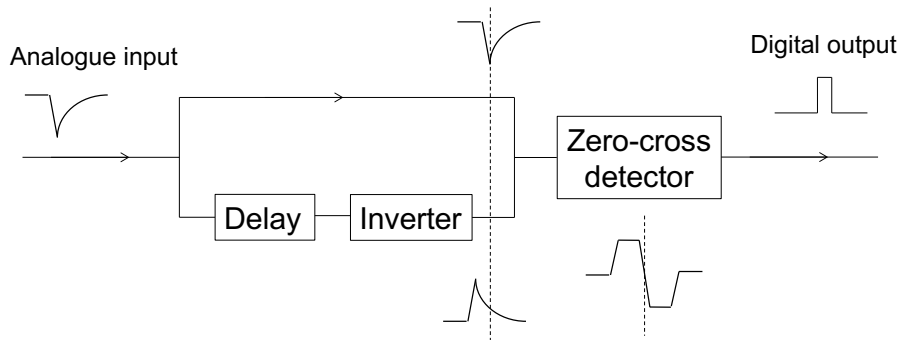 Analogue input
Digital output
Zero-cross
detector
Delay
Inverter